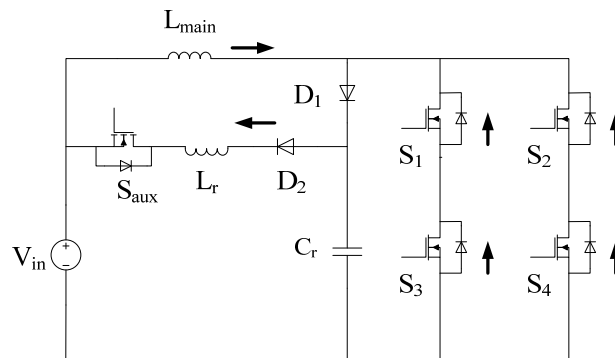 L_main
D_1
S_1
S_2
S_aux
L_r
D_2
V_in
+
−
C_r
S_3
S_4